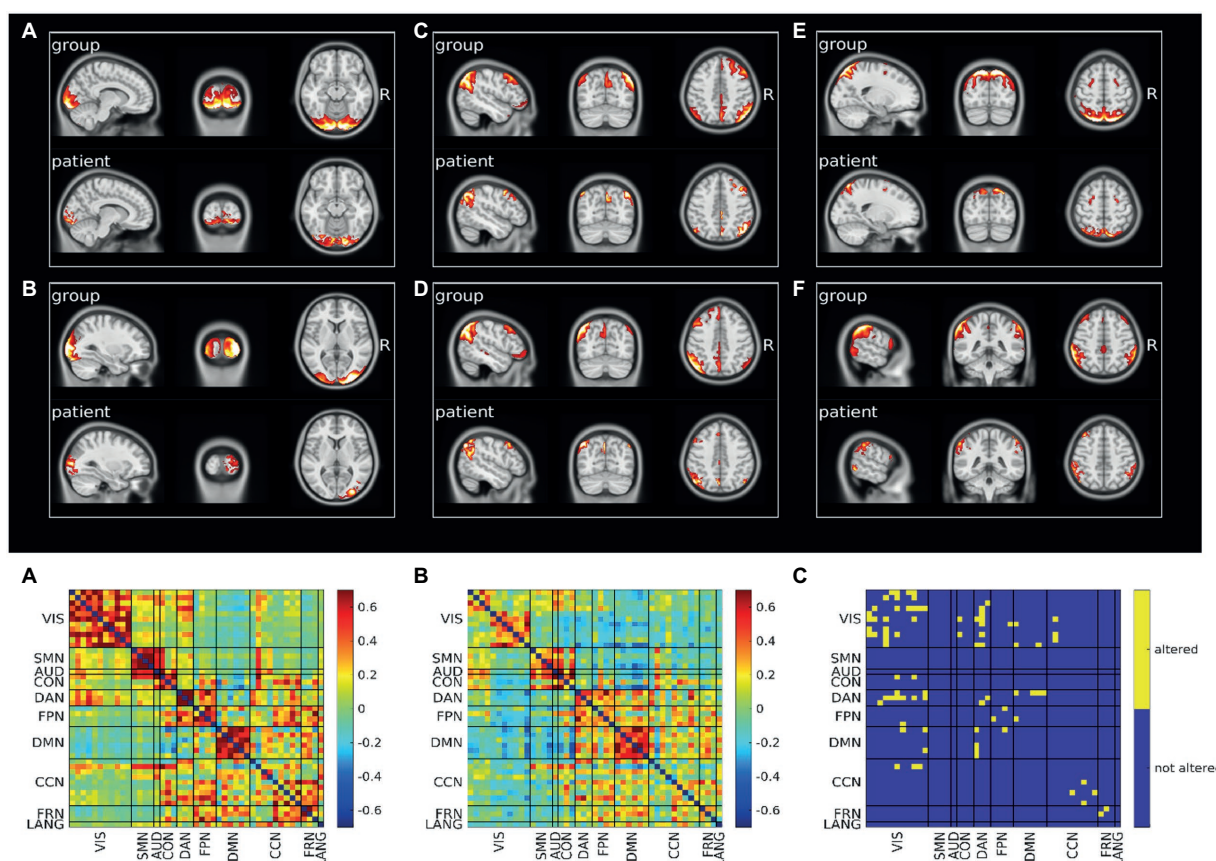 A
group
R
patient
B
group
R
patient
C
group
R
patient
D
group
R
patient
E
group
R
patient
F
group
R
patient
A
VIS
SMN
AUD
CON
DAN
FPN
DMN
CCN
FRN
LANG
VIS
SMN
AUD
CON
DAN
FPN
DMN
CCN
FRN
ANG
0.6
0.4
0.2
0
-0.2
-0.4
-0.6
B
VIS
SMN
AUD
CON
DAN
FPN
DMN
CCN
FRN
LANG
VIS
SMN
AUD
CON
DAN
FPN
DMN
CCN
FRN
ANG
0.6
0.4
0.2
0
-0.2
-0.4
-0.6
C
VIS
SMN
AUD
CON
DAN
FPN
DMN
CCN
FRN
LANG
VIS
SMN
AUD
CON
DAN
FPN
DMN
CCN
FRN
ANG
altered
not altered